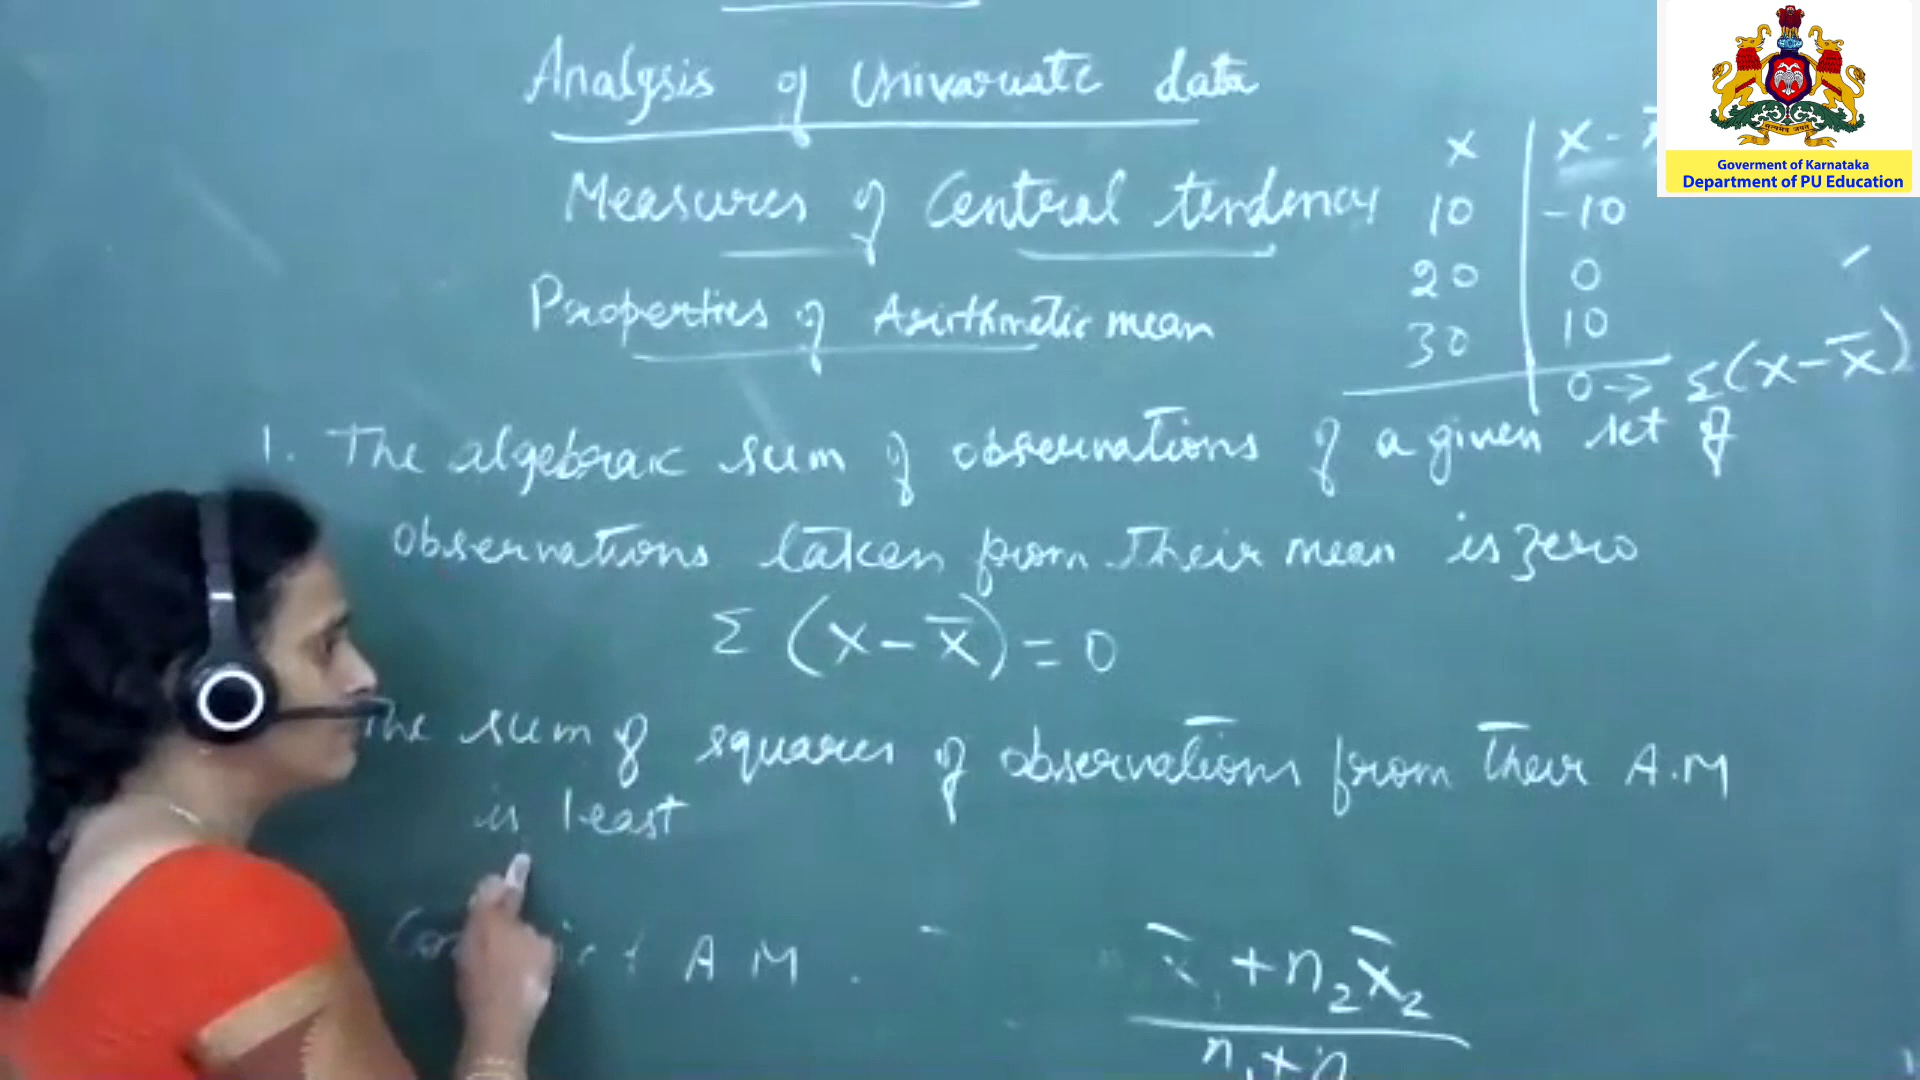 Analysis of Univariate data
Measures of Central tendency
Properties of Arithmetic mean
x | x -
10 | -10
20 | 0
30 | 10
0 → Σ(x-x̄)
1. The algebraic sum of observations of a given set of
observations taken from their mean is zero
Σ (x-x̄)=0
The sum of squares of observations from their A.M
is least
A M .
x̄₁+n₂x̄₂
n₁+n
Goverment of Karnataka
Department of PU Education